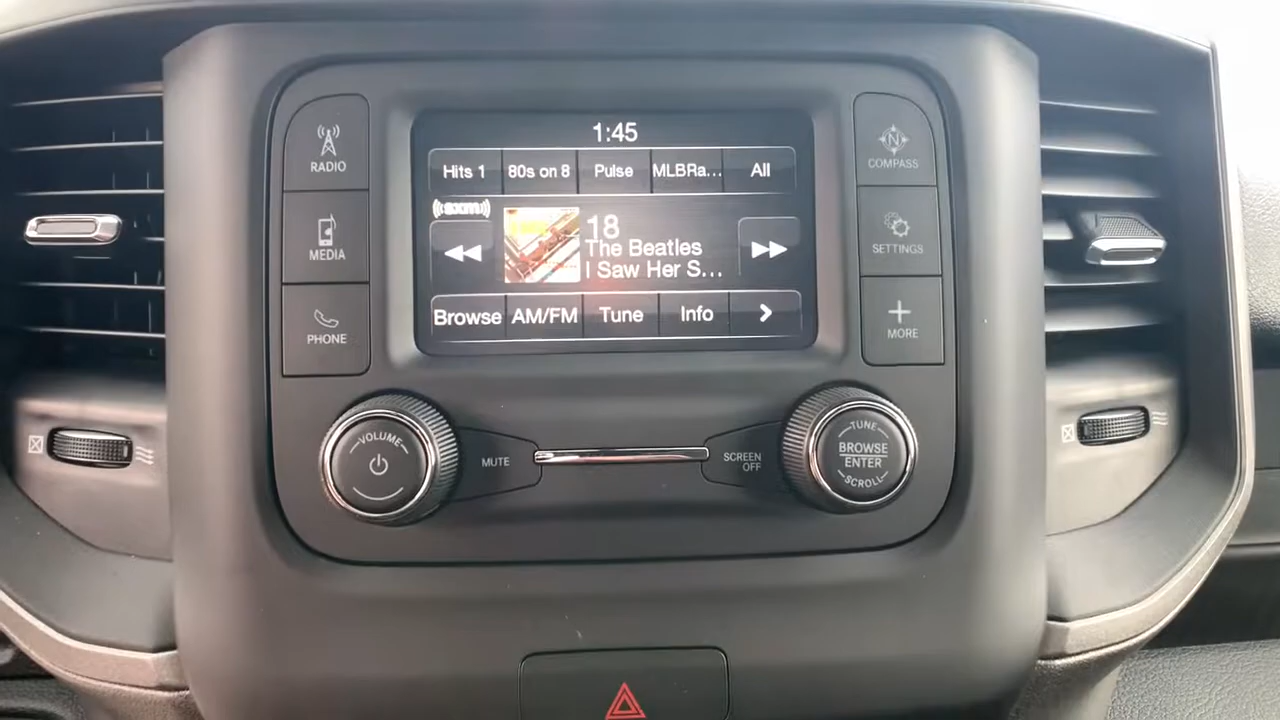 RADIO
MEDIA
PHONE
1:45
Hits 1 80s on 8 Pulse MLBRa... All
((sxm))
18
The Beatles
I Saw Her S...
Browse AM/FM Tune Info
N
COMPASS
SETTINGS
MORE
VOLUME
MUTE
SCREEN
OFF
TUNE
BROWSE
ENTER
SCROLL